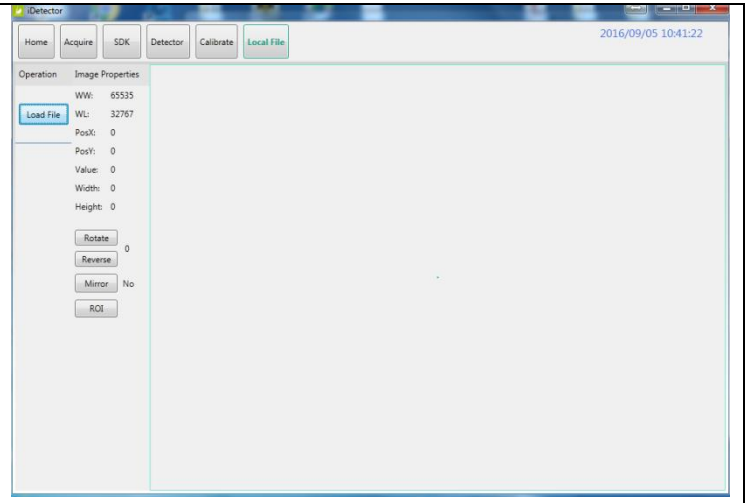 iDetector
Home Acquire SDK Detector Calibrate Local File 2016/09/05 10:41:22
Operation Image Properties
WW: 65535
Load File WL: 32767
PosX: 0
PosY: 0
Value: 0
Width: 0
Height: 0
Rotate
0
Reverse
Mirror No
ROI